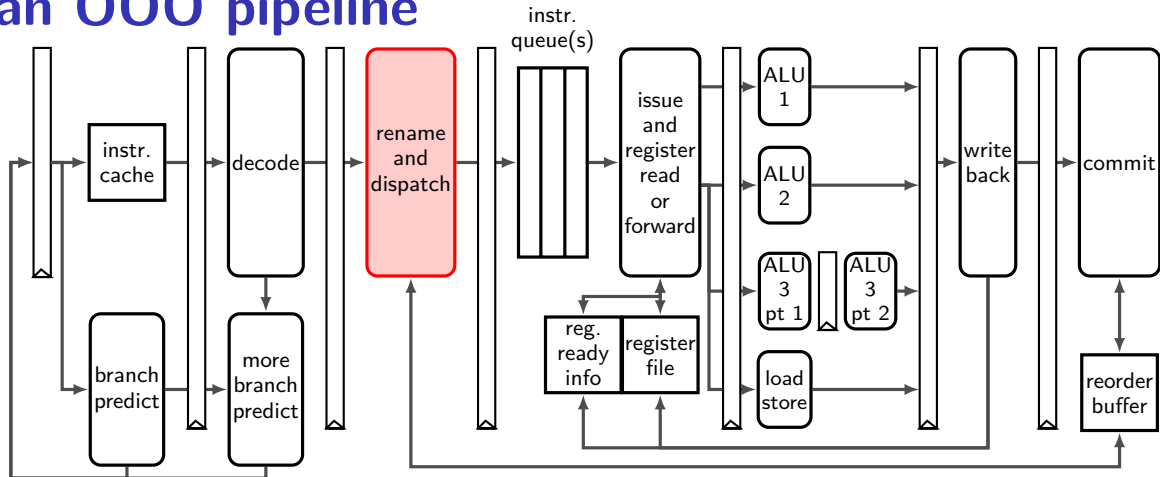 an OOO pipeline
instr.
queue(s)
instr.
cache
decode
rename
and
dispatch
issue
and
register
read
or
forward
ALU
1
ALU
2
ALU
3
pt 1
ALU
3
pt 2
load
store
write
back
commit
branch
predict
more
branch
predict
reg.
ready
info
register
file
reorder
buffer